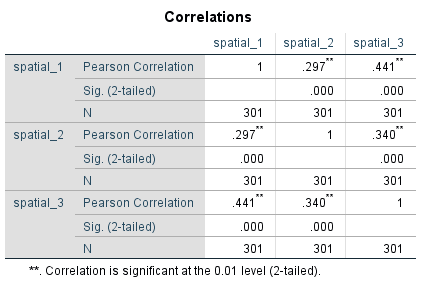 Correlations
spatial_1 spatial_2 spatial_3
spatial_1 Pearson Correlation 1 .297** .441**
Sig. (2-tailed) .000 .000
N 301 301 301
spatial_2 Pearson Correlation .297** 1 .340**
Sig. (2-tailed) .000 .000
N 301 301 301
spatial_3 Pearson Correlation .441** .340** 1
Sig. (2-tailed) .000 .000
N 301 301 301
**. Correlation is significant at the 0.01 level (2-tailed).